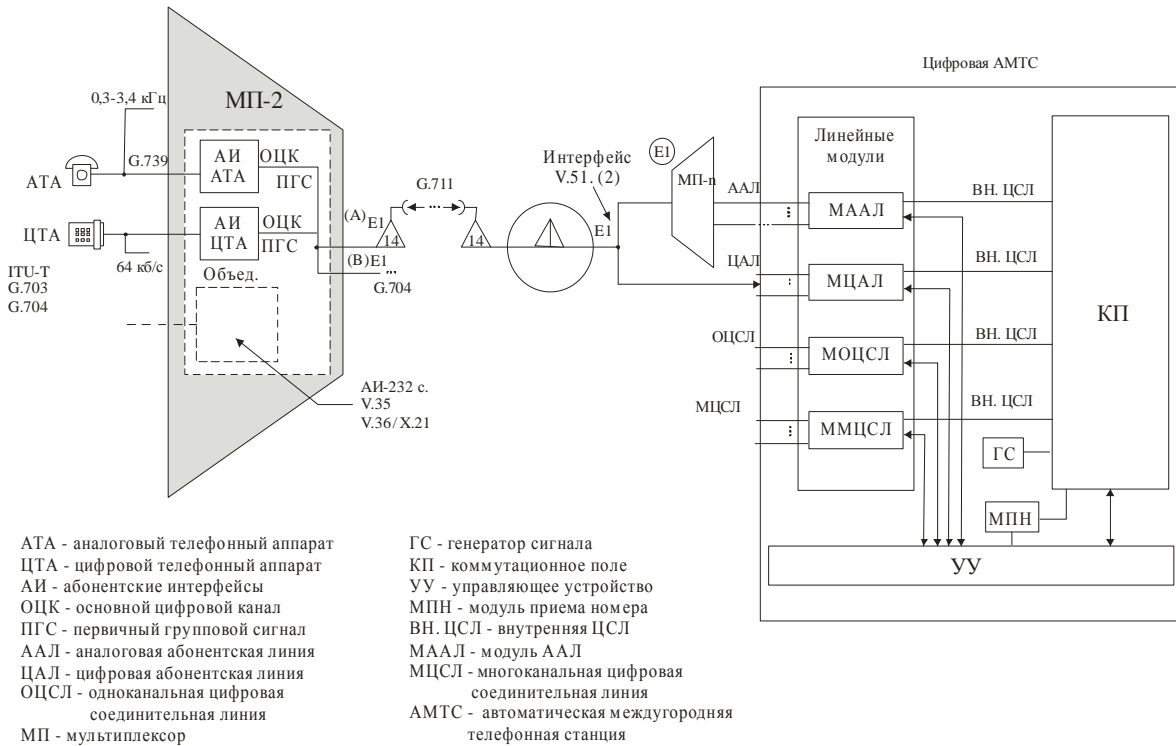 Цифровая АМТС
0,3-3,4 кГц
МП-2
G.739
АТА
АИ
АТА
ОЦК
ПГС
ЦТА
64 кб/с
АИ
ЦТА
ОЦК
ПГС
ITU-T
G.703
G.704
Объед.
(А)
E1
14
G.711
14
(В)
E1
...
G.704
АИ-232 с.
V.35
V.36/X.21
Интерфейс
V.51. (2)
E1
E1
МП-n
ААЛ
ЦАЛ
ОЦСЛ
МЦСЛ
Линейные
модули
МААЛ
МЦАЛ
МОЦСЛ
ММЦСЛ
ВН. ЦСЛ
ВН. ЦСЛ
ВН. ЦСЛ
ВН. ЦСЛ
КП
ГС
МПН
УУ
АТА - аналоговый телефонный аппарат
ЦТА - цифровой телефонный аппарат
АИ - абонентские интерфейсы
ОЦК - основной цифровой канал
ПГС - первичный групповой сигнал
ААЛ - аналоговая абонентская линия
ЦАЛ - цифровая абонентская линия
ОЦСЛ - одноканальная цифровая
соединительная линия
МП - мультиплексор
ГС - генератор сигнала
КП - коммутационное поле
УУ - управляющее устройство
МПН - модуль приема номера
ВН. ЦСЛ - внутренняя ЦСЛ
МААЛ - модуль ААЛ
МЦСЛ - многоканальная цифровая
соединительная линия
АМТС - автоматическая междугородняя
телефонная станция